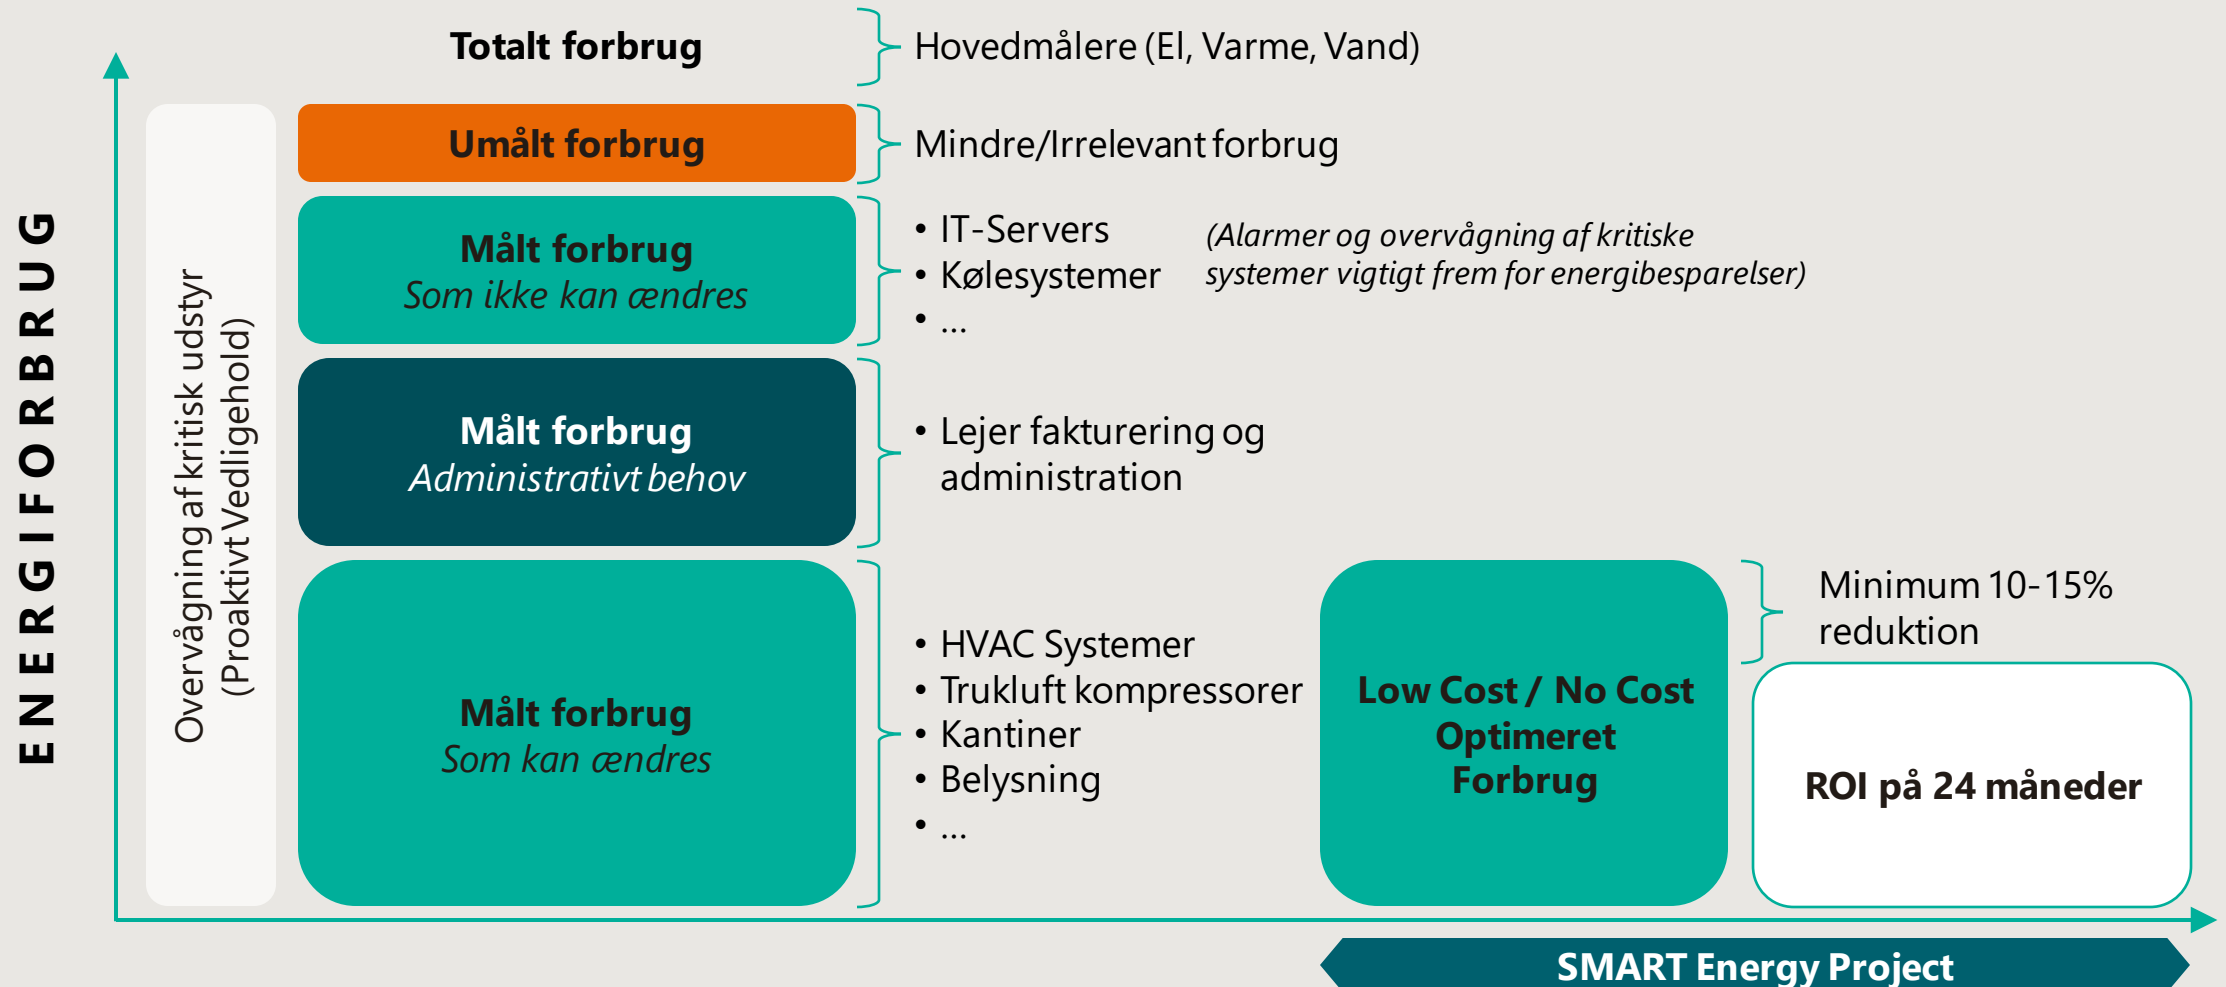 Totalt forbrug
Hovedmålere (El, Varme, Vand)
ENERGIFORBRUG
Overvågning af kritisk udstyr
(Proaktivt Vedligehold)
Umålt forbrug
Mindre/Irrelevant forbrug
Målt forbrug
Som ikke kan ændres
• IT-Servers
• Kølesystemer
• ...
(Alarmer og overvågning af kritiske
systemer vigtigt frem for energibesparelser)
Målt forbrug
Administrativt behov
• Lejer fakturering og
administration
Målt forbrug
Som kan ændres
• HVAC Systemer
• Trukluft kompressorer
• Kantiner
• Belysning
• ...
Low Cost / No Cost
Optimeret
Forbrug
Minimum 10-15%
reduktion
ROI på 24 måneder
SMART Energy Project